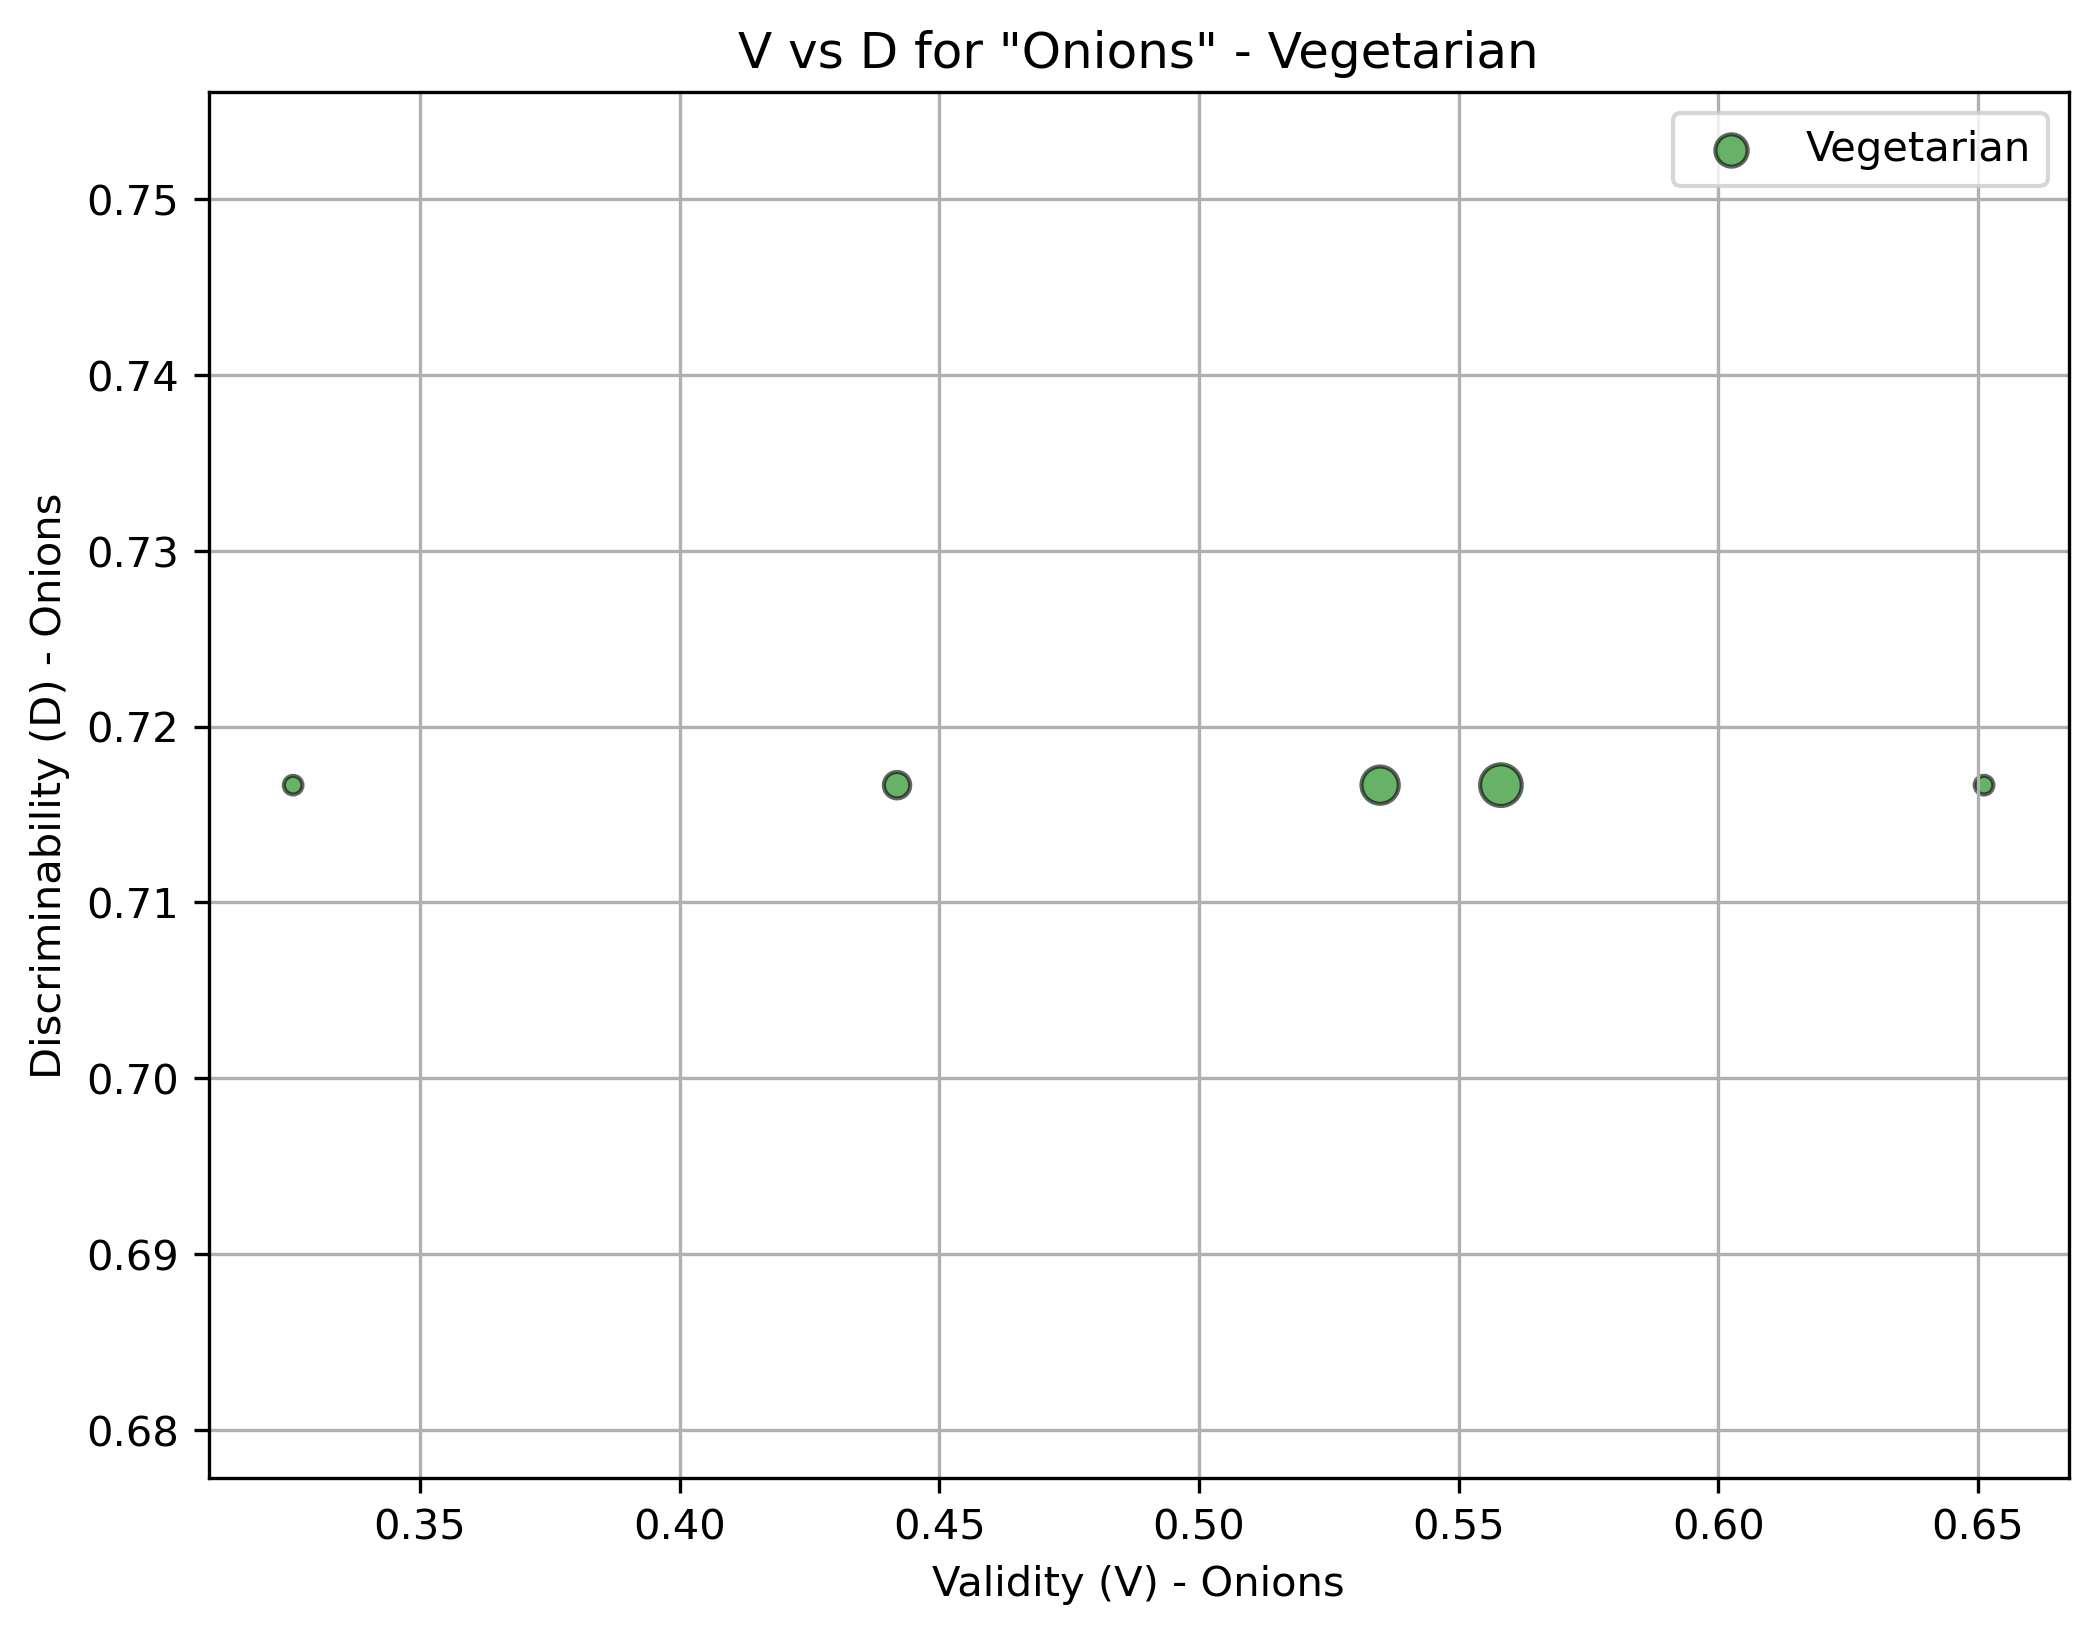 V vs D for "Onions" - Vegetarian
Vegetarian
Discriminability (D) - Onions
0.75
0.74
0.73
0.72
0.71
0.70
0.69
0.68
0.35 0.40 0.45 0.50 0.55 0.60 0.65
Validity (V) - Onions